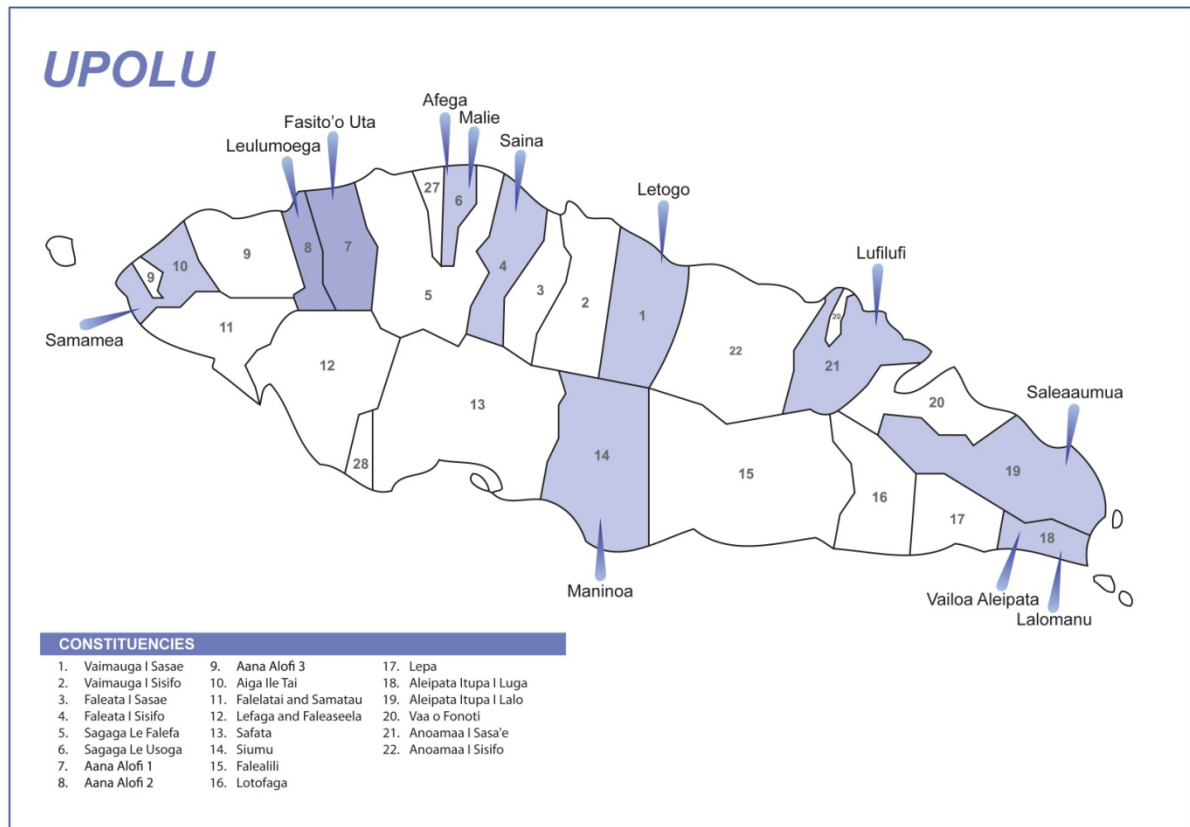 UPOLU
Afega
Malie
Fasito'o Uta
Saina
Leulumoega
Letogo
Lufilufi
27
6
9
10
9
8
7
4
5
3
2
1
20
22
21
Samamea
11
12
13
20
Saleaaumua
28
14
15
16
19
17
18
Maninoa
Vailoa Aleipata
Lalomanu
CONSTITUENCIES
1. Vaimauga I Sasae
2. Vaimauga I Sisifo
3. Faleata I Sasae
4. Faleata I Sisifo
5. Sagaga Le Falefa
6. Sagaga Le Usoga
7. Aana Alofi 1
8. Aana Alofi 2
9. Aana Alofi 3
10. Aiga Ile Tai
11. Falelatai and Samatau
12. Lefaga and Faleaseela
13. Safata
14. Siumu
15. Falealili
16. Lotofaga
17. Lepa
18. Aleipata Itupa I Luga
19. Aleipata Itupa I Lalo
20. Vaa o Fonoti
21. Anoamaa I Sasa'e
22. Anoamaa I Sisifo